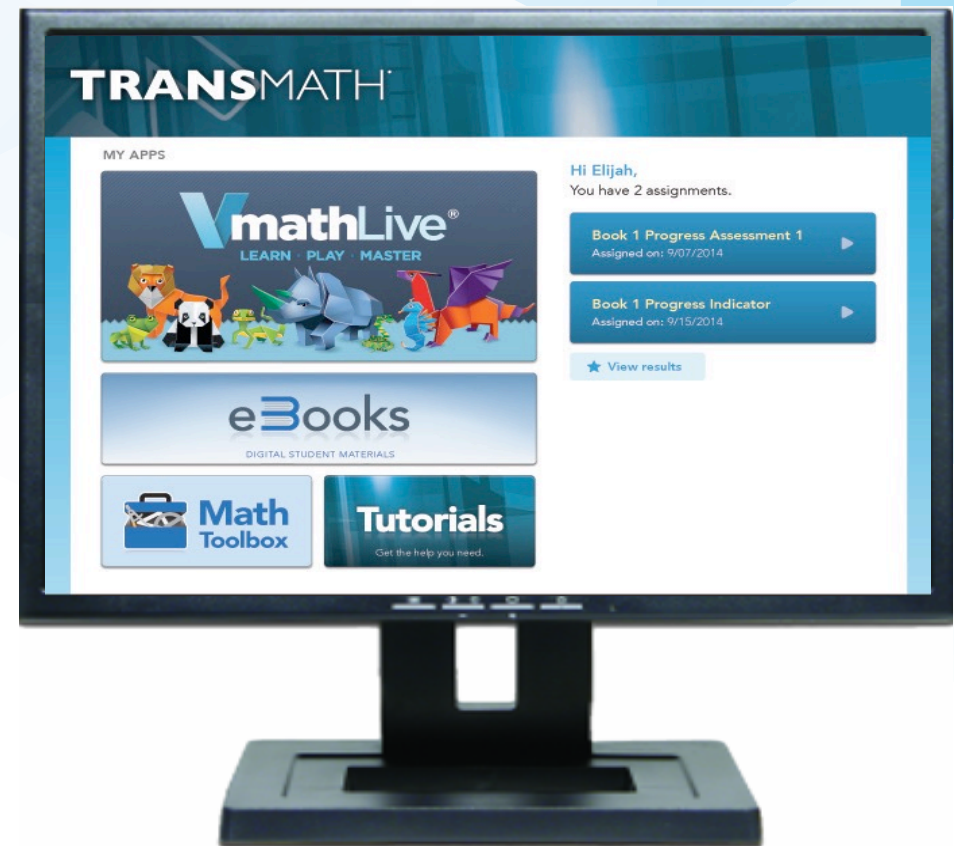 TRANSMATH
MY APPS
VmathLive®
LEARN · PLAY · MASTER
eBooks
DIGITAL STUDENT MATERIALS
Math
Toolbox
Tutorials
Get the help you need.
Hi Elijah,
You have 2 assignments.
Book 1 Progress Assessment 1
Assigned on: 9/07/2014
Book 1 Progress Indicator
Assigned on: 9/15/2014
View results